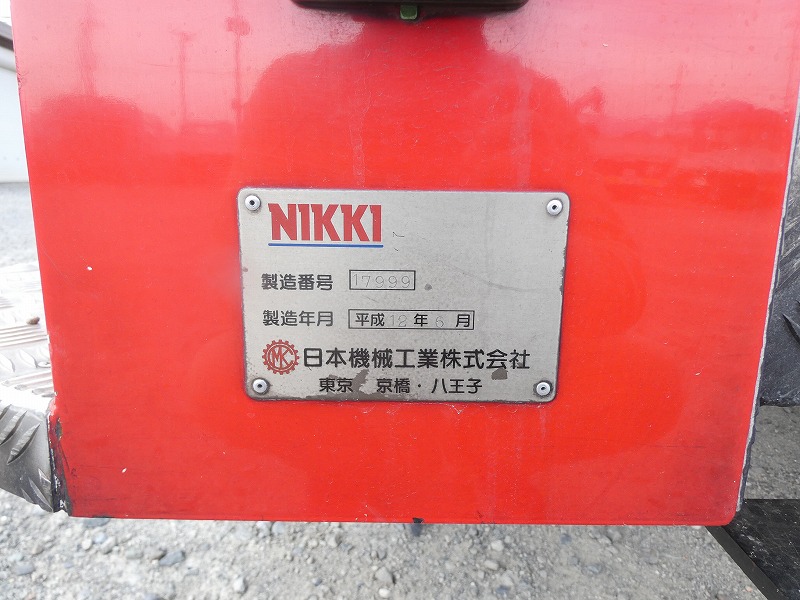 NIKKI
製造番号 17999
製造年月 平成12年6月
MK 日本機械工業株式会社
東京 京橋・八王子